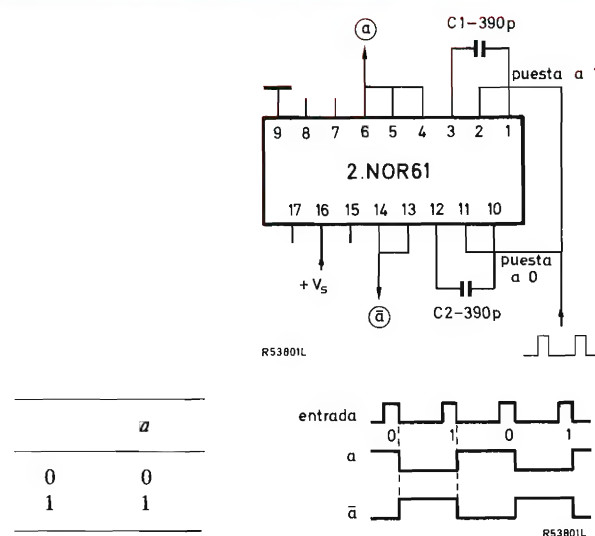 a
C1-390p
puesta a 1
9 8 7 6 5 4 3 2 1
2.NOR61
17 16 15 14 13 12 11 10
puesta
a 0
+Vs
ā
C2-390p
R53801L
a
0 0
1 1
entrada
0 1 0 1
a
ā
R53801L